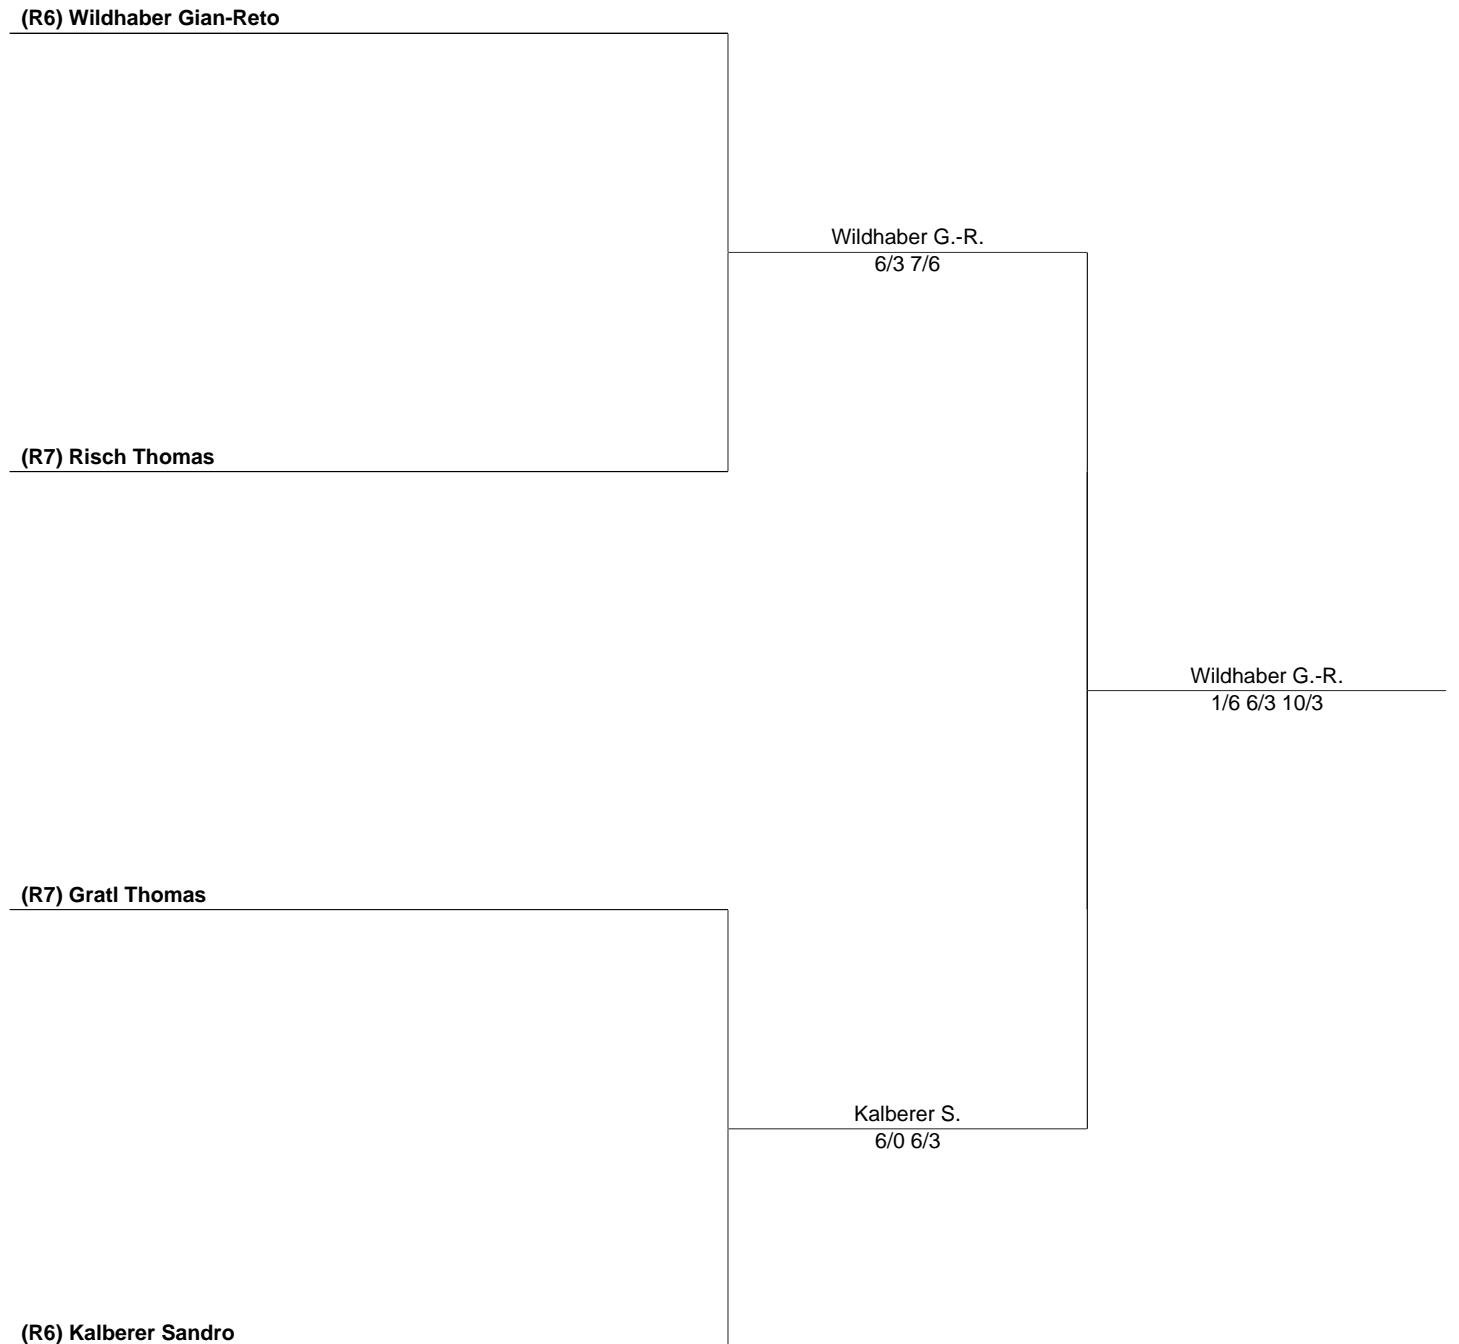 (R6) Wildhaber Gian-Reto
Wildhaber G.-R.
6/3 7/6
(R7) Risch Thomas
Wildhaber G.-R.
1/6 6/3 10/3
(R7) Gratl Thomas
Kalberer S.
6/0 6/3
(R6) Kalberer Sandro